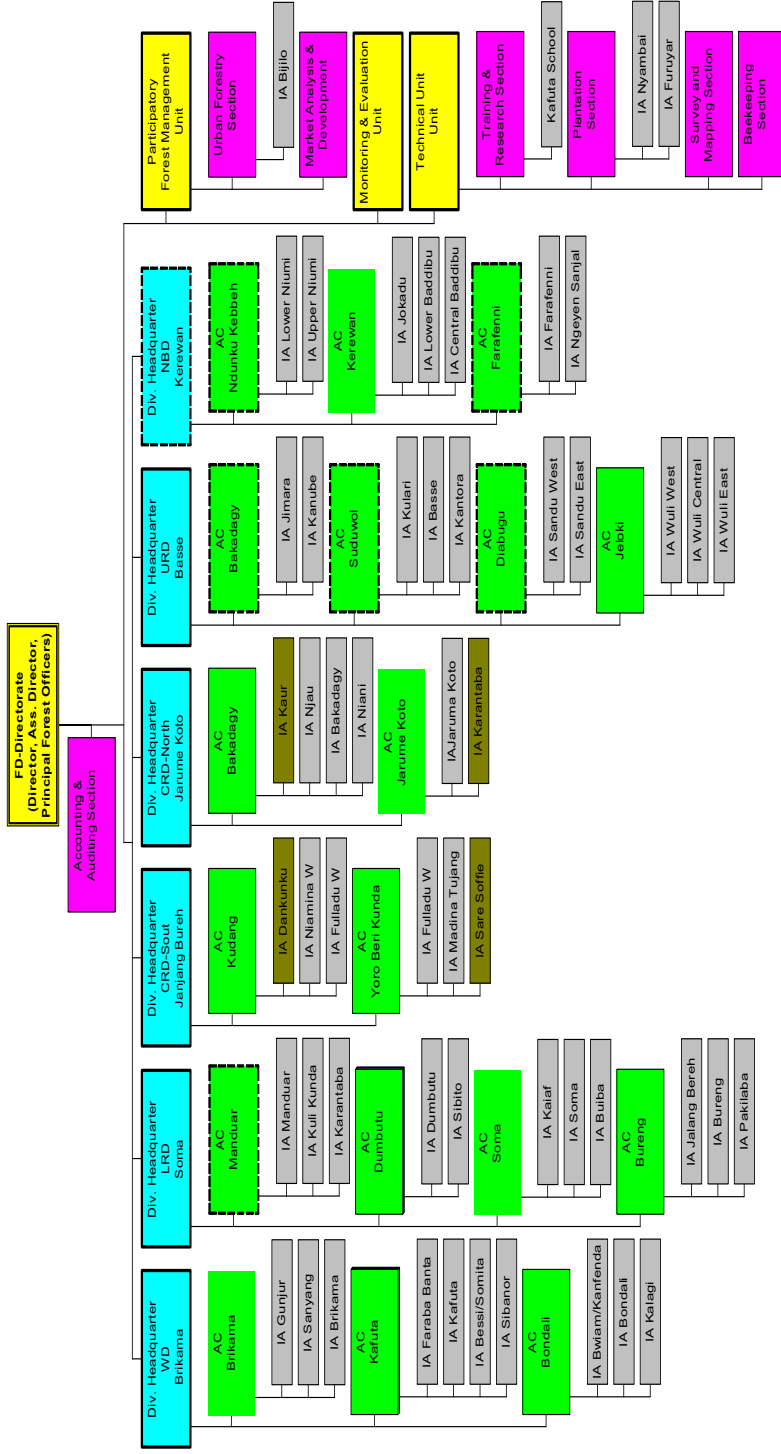 FD-Directorate
(Director, Ass. Director,
Principal Forest Officers)
Accounting &
Auditing Section
Div. Headquarter
WD
Brikama
AC
Brikama
IA Gunjur
IA Sanyang
IA Brikama
AC
Kafuta
IA Faraba Banta
IA Kafuta
IA Bessi/Somita
IA Sibanor
AC
Bondali
IA Bwiam/Kanfenda
IA Bondali
IA Kalagi
Div. Headquarter
LRD
Soma
AC
Manduar
IA Manduar
IA Kuli Kunda
IA Karantaba
AC
Dumbutu
IA Dumbutu
IA Sibito
AC
Soma
IA Kaiaf
IA Soma
IA Buiba
AC
Bureng
IA Jalang Bereh
IA Bureng
IA Pakilaba
Div. Headquarter
CRD-Sout
Janjang Bureh
AC
Kudang
IA Dankunku
IA Niamina W
IA Fulladu W
AC
Yoro Beri Kunda
IA Fulladu W
IA Madina Tujang
IA Sare Soffie
Div. Headquarter
CRD-North
Jarume Koto
AC
Bakadagy
IA Kaur
IA Njau
IA Bakadagy
IA Niani
AC
Jarume Koto
IAJaruma Koto
IA Karantaba
Div. Headquarter
URD
Basse
AC
Bakadagy
IA Jimara
IA Kanube
AC
Suduwol
IA Kulari
IA Basse
IA Kantora
AC
Diabugu
IA Sandu West
IA Sandu East
AC
Jebki
IA Wuli West
IA Wuli Central
IA Wuli East
Div. Headquarter
NBD
Kerewan
AC
Ndunku Kebbeh
IA Lower Niumi
IA Upper Niumi
AC
Kerewan
IA Jokadu
IA Lower Baddibu
IA Central Baddibu
AC
Farafenni
IA Farafenni
IA Ngeyen Sanjal
Participatory
Forest Management
Unit
Urban Forestry
Section
IA Bijilo
Market Analysis &
Development
Monitoring & Evaluation
Unit
Technical Unit
Unit
Training &
Research Section
Kafuta School
Plantation
Section
IA Nyambai
IA Furuyar
Survey and
Mapping Section
Beekeeping
Section